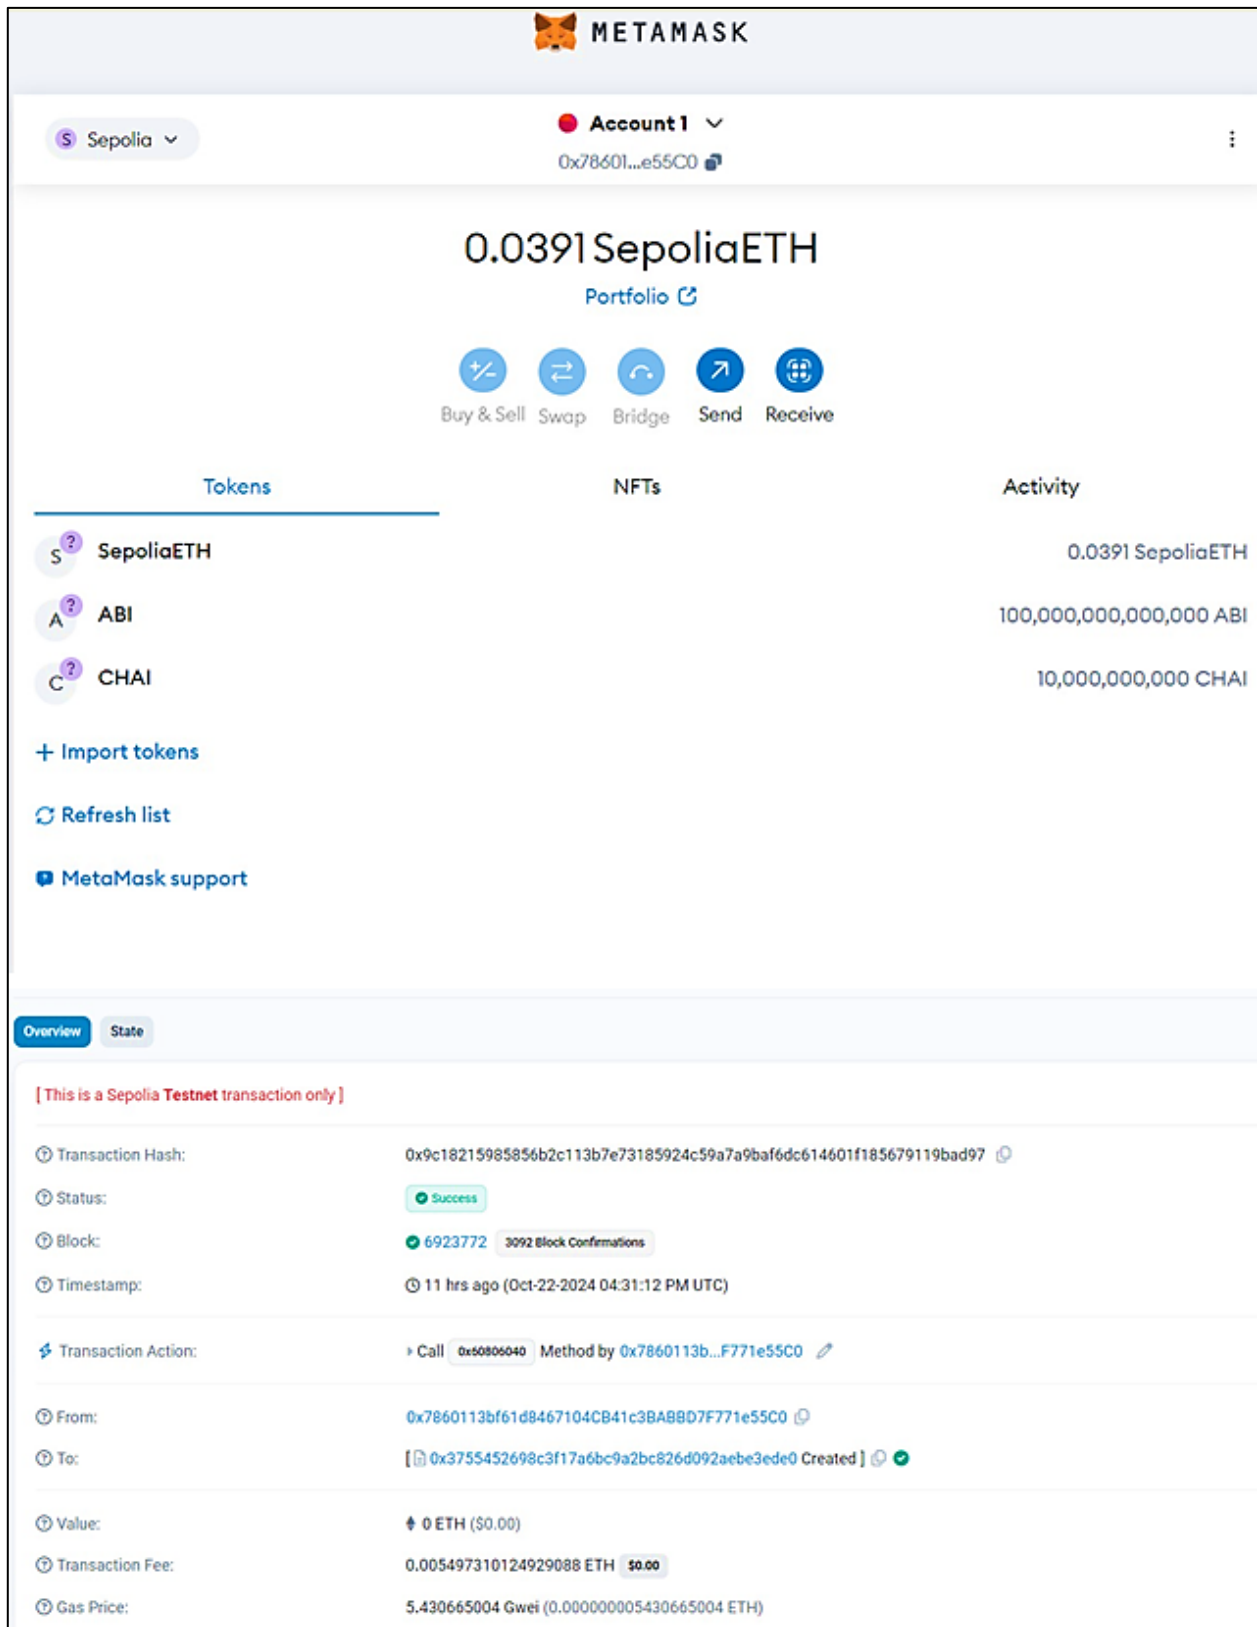 METAMASK
S Sepolia
Account 1
0x78601...e55C0
0.0391 SepoliaETH
Portfolio
Buy & Sell Swap Bridge Send Receive
Tokens NFTs Activity
S ? SepoliaETH 0.0391 SepoliaETH
A ? ABI 100,000,000,000,000 ABI
C ? CHAI 10,000,000,000 CHAI
+ Import tokens
Refresh list
MetaMask support
Overview State
[ This is a Sepolia Testnet transaction only ]
Transaction Hash: 0x9c18215985856b2c113b7e73185924c59a7a9baf6dc614601f185679119bad97
Status: Success
Block: 6923772 3092 Block Confirmations
Timestamp: 11 hrs ago (Oct-22-2024 04:31:12 PM UTC)
Transaction Action: Call 0x60806040 Method by 0x7860113b...F771e55C0
From: 0x7860113bf61d8467104CB41c3BABBD7F771e55C0
To: [ 0x3755452698c3f17a6bc9a2bc826d092aebe3ede0 Created ]
Value: 0 ETH ($0.00)
Transaction Fee: 0.005497310124929088 ETH $0.00
Gas Price: 5.430665004 Gwei (0.000000005430665004 ETH)